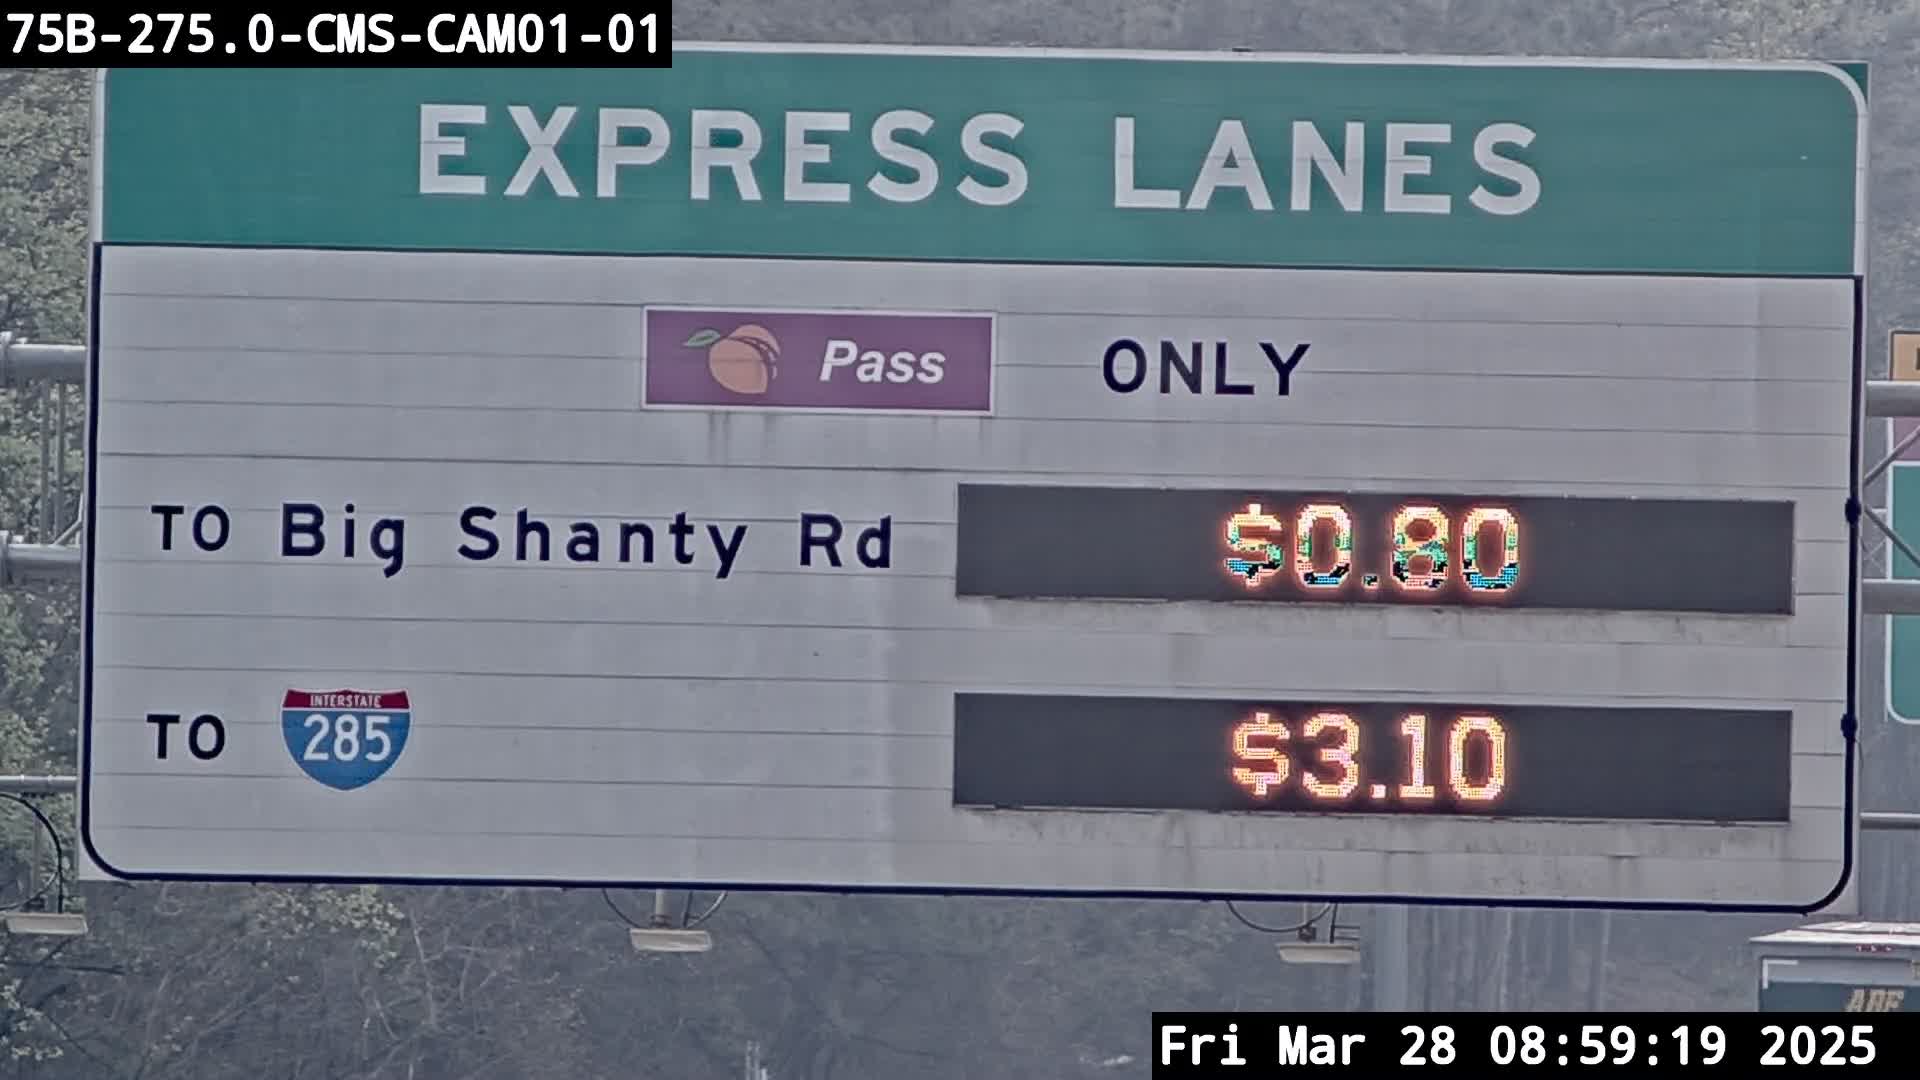 75B-275.0-CMS-CAM01-01
EXPRESS LANES
Pass ONLY
TO Big Shanty Rd $0.80
INTERSTATE
TO 285 $3.10
Fri Mar 28 08:59:19 2025